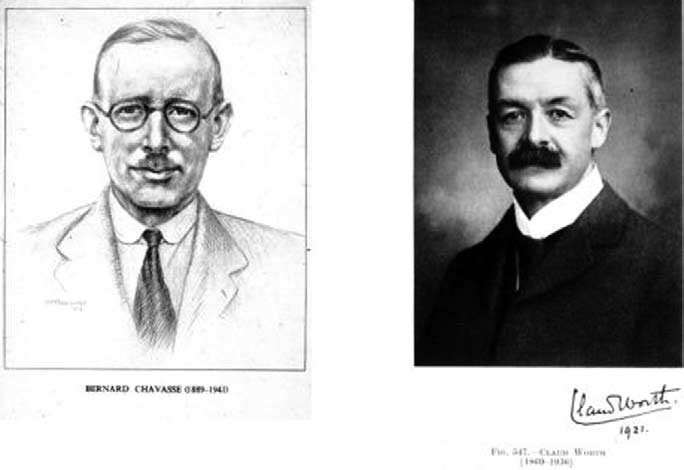 BERNARD CHAVASSE (1889–1941)
Claud Worth.
1921.
FIG. 547.—CLAUD WORTH
(1869–1936)